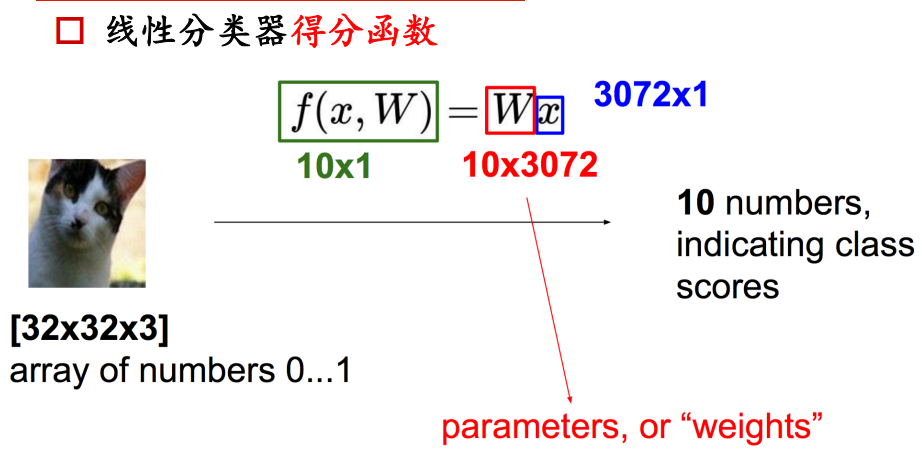 线性分类器得分函数
f(x, W) = Wx 3072x1
10x1 10x3072
10 numbers,
indicating class
scores
[32x32x3]
array of numbers 0...1
parameters, or “weights”